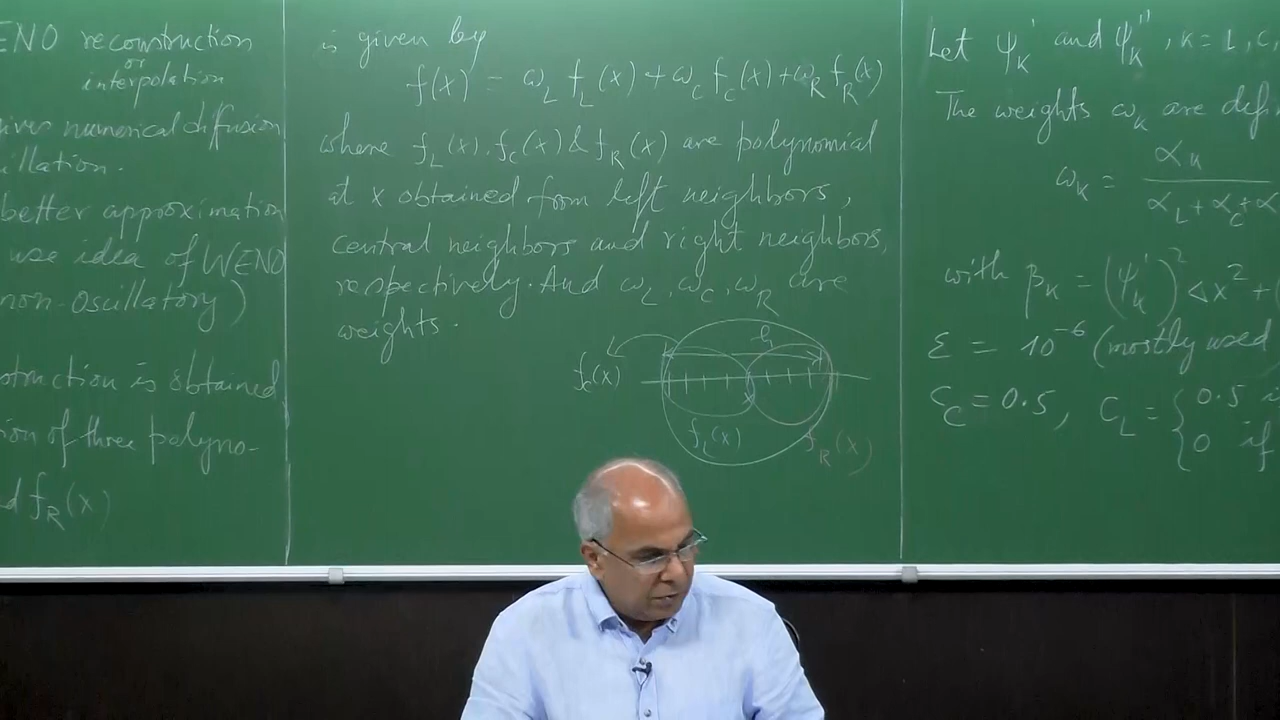 ENO reconstruction
or
interpolation
gives numerical diffusion
illation.
better approximation
use idea of WENO
non-oscillatory)
struction is obtained
ion of three polyno-
d f_R(x)
is given by
f(x) = ω_L f_L(x) + ω_C f_C(x) + ω_R f_R(x)
where f_L(x), f_C(x) & f_R(x) are polynomial
at x obtained from left neighbors,
central neighbors and right neighbors,
respectively. And ω_L, ω_C, ω_R are
weights.
h
f_C(x)
x
f_L(x)
f_R(x)
Let ψ_K' and ψ_K'', K = L, C,
The weights ω_K are defi
ω_K = α_K / α_L + α_C + α
with β_K = (ψ_K')² Δx² + (
ε = 10⁻⁶ (mostly used
C_C = 0.5, C_L = { 0.5 i
0 if